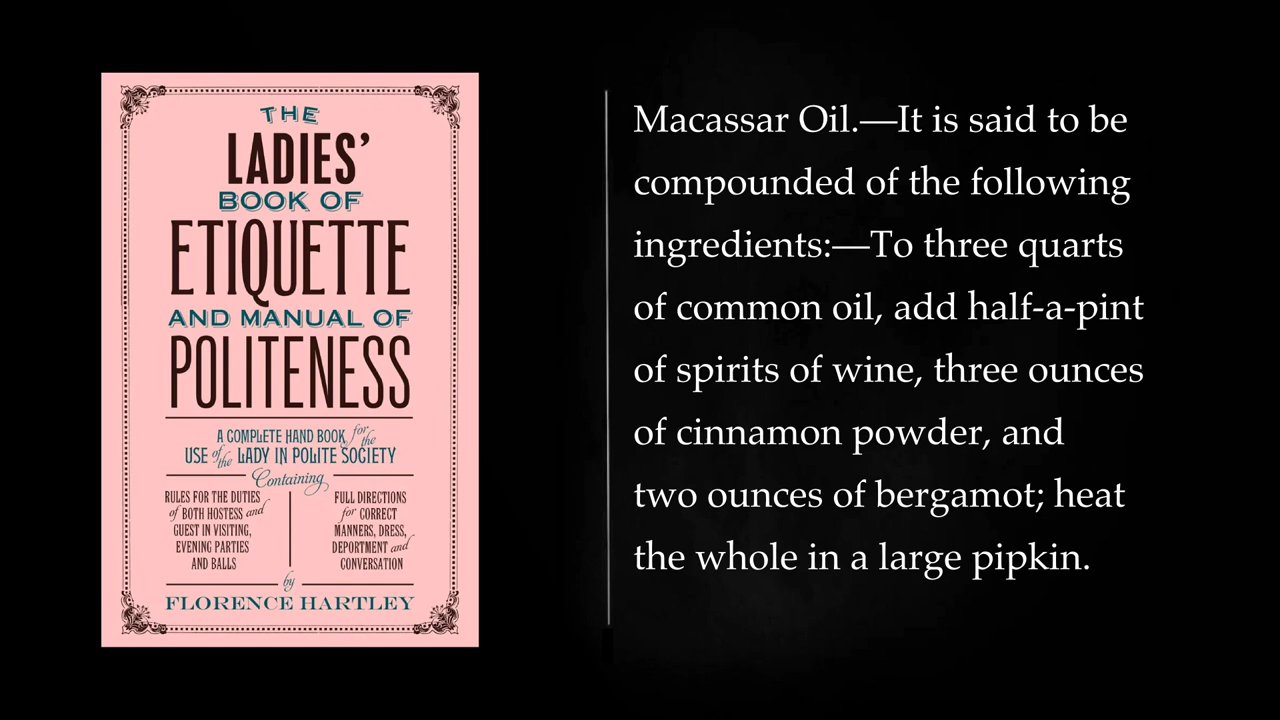 THE
LADIES'
BOOK OF
ETIQUETTE
AND MANUAL OF
POLITENESS
A COMPLETE HAND BOOK for the
USE of the LADY IN POLITE SOCIETY
Containing
RULES FOR THE DUTIES
of BOTH HOSTESS and
GUEST IN VISITING,
EVENING PARTIES
AND BALLS
FULL DIRECTIONS
for CORRECT
MANNERS, DRESS,
DEPORTMENT and
CONVERSATION
by
FLORENCE HARTLEY
Macassar Oil.—It is said to be
compounded of the following
ingredients:—To three quarts
of common oil, add half-a-pint
of spirits of wine, three ounces
of cinnamon powder, and
two ounces of bergamot; heat
the whole in a large pipkin.